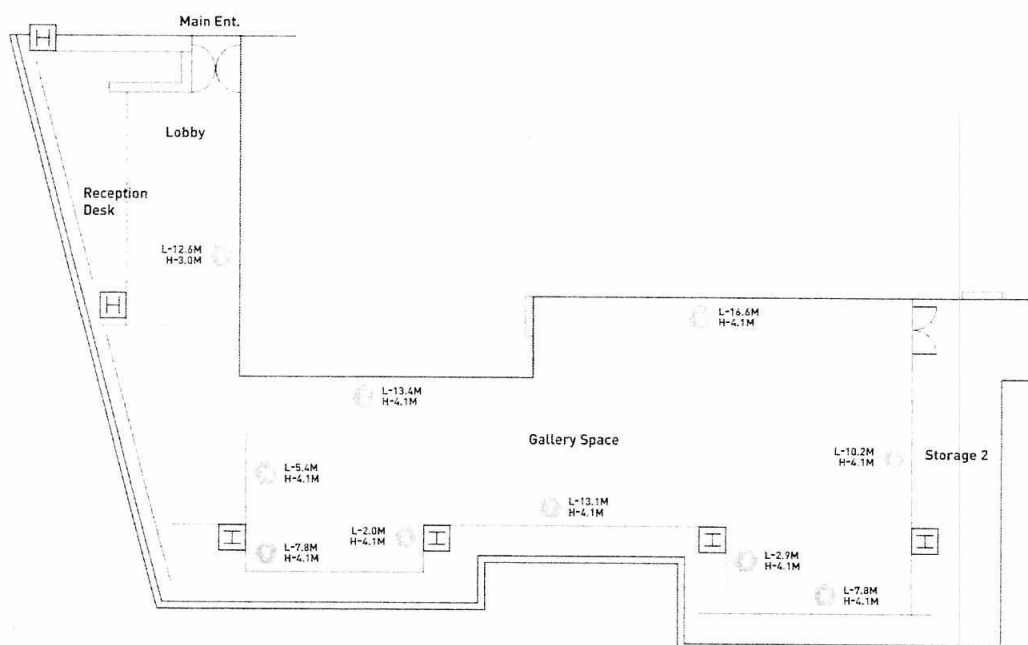 Main Ent.
Lobby
Reception
Desk
L-12.6M
H-3.0M
L-16.6M
H-4.1M
L-13.4M
H-4.1M
Gallery Space
L-10.2M
H-4.1M
Storage 2
L-5.4M
H-4.1M
L-13.1M
H-4.1M
L-2.0M
H-4.1M
L-7.8M
H-4.1M
L-2.9M
H-4.1M
L-7.8M
H-4.1M